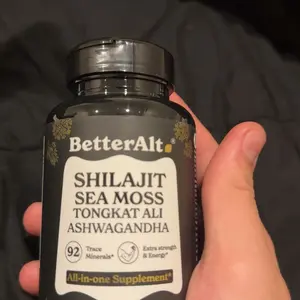 BetterAlt
SHILAJIT
SEA MOSS
TONGKAT ALI
ASHWAGANDHA
92 Trace Minerals*
Extra strength & Energy*
All-in-one Supplement*